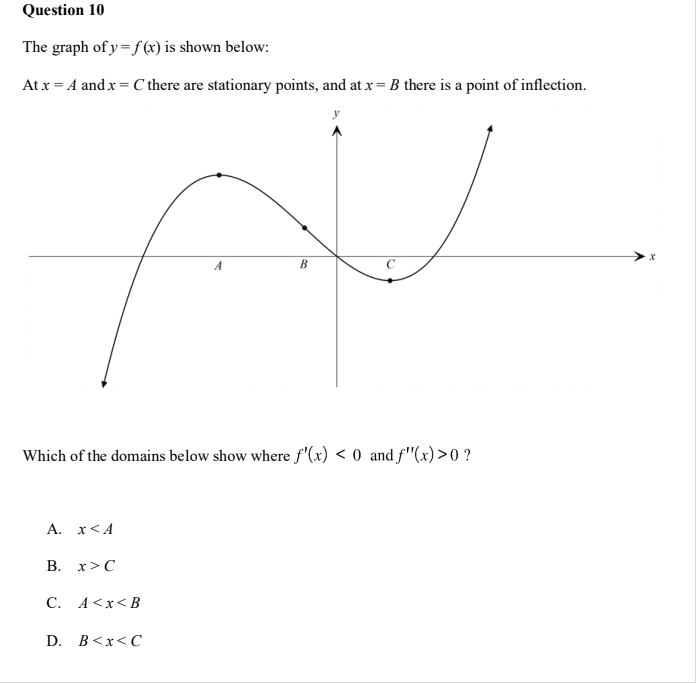 Question 10
The graph of y = f (x) is shown below:
At x = A and x = C there are stationary points, and at x = B there is a point of inflection.
y
x
A
B
C
Which of the domains below show where f'(x) < 0 and f''(x) >0 ?
A. x < A
B. x > C
C. A < x < B
D. B < x < C